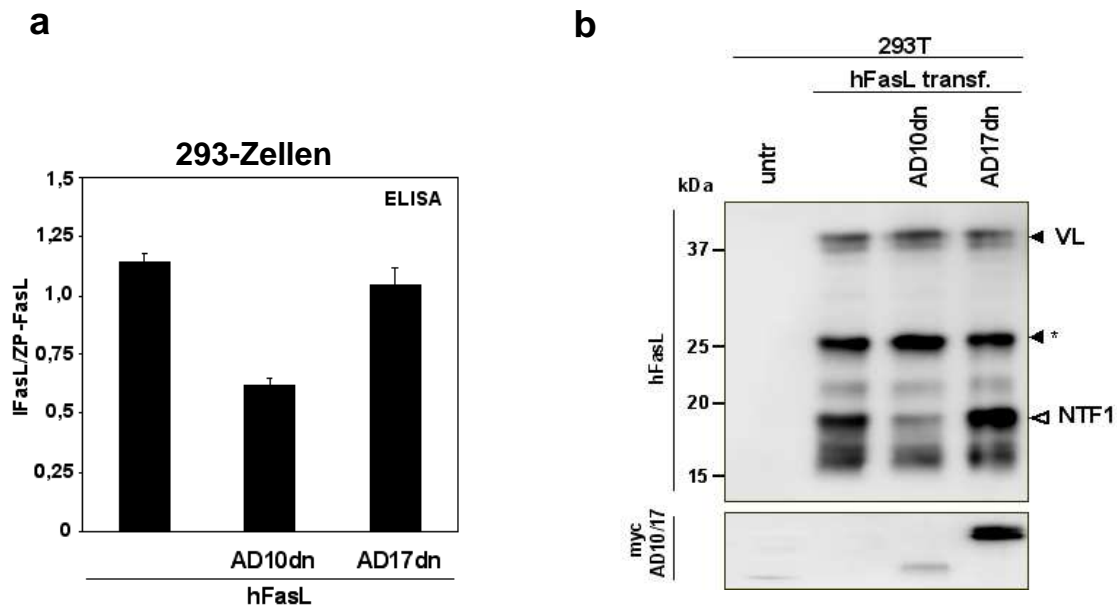 a
293-Zellen
ELISA
lFasL/ZP-FasL
1,5
1,25
1,0
0,75
0,5
0,25
0
AD10dn
AD17dn
hFasL
b
293T
hFasL transf.
untr
AD10dn
AD17dn
kDa
hFasL
37
25
20
15
VL
*
NTF1
myc
AD10/17